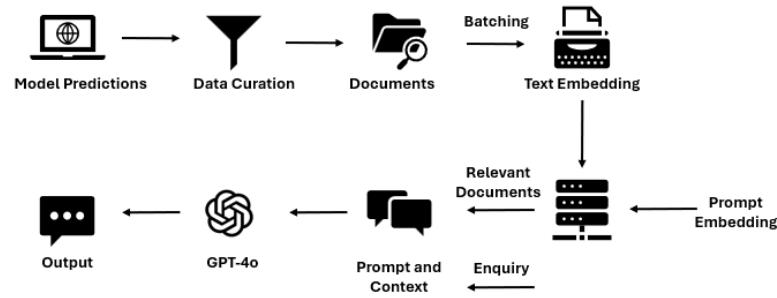 Batching
Model Predictions
Data Curation
Documents
Text Embedding
Relevant
Documents
Prompt
Embedding
Output
GPT-4o
Prompt and
Context
Enquiry